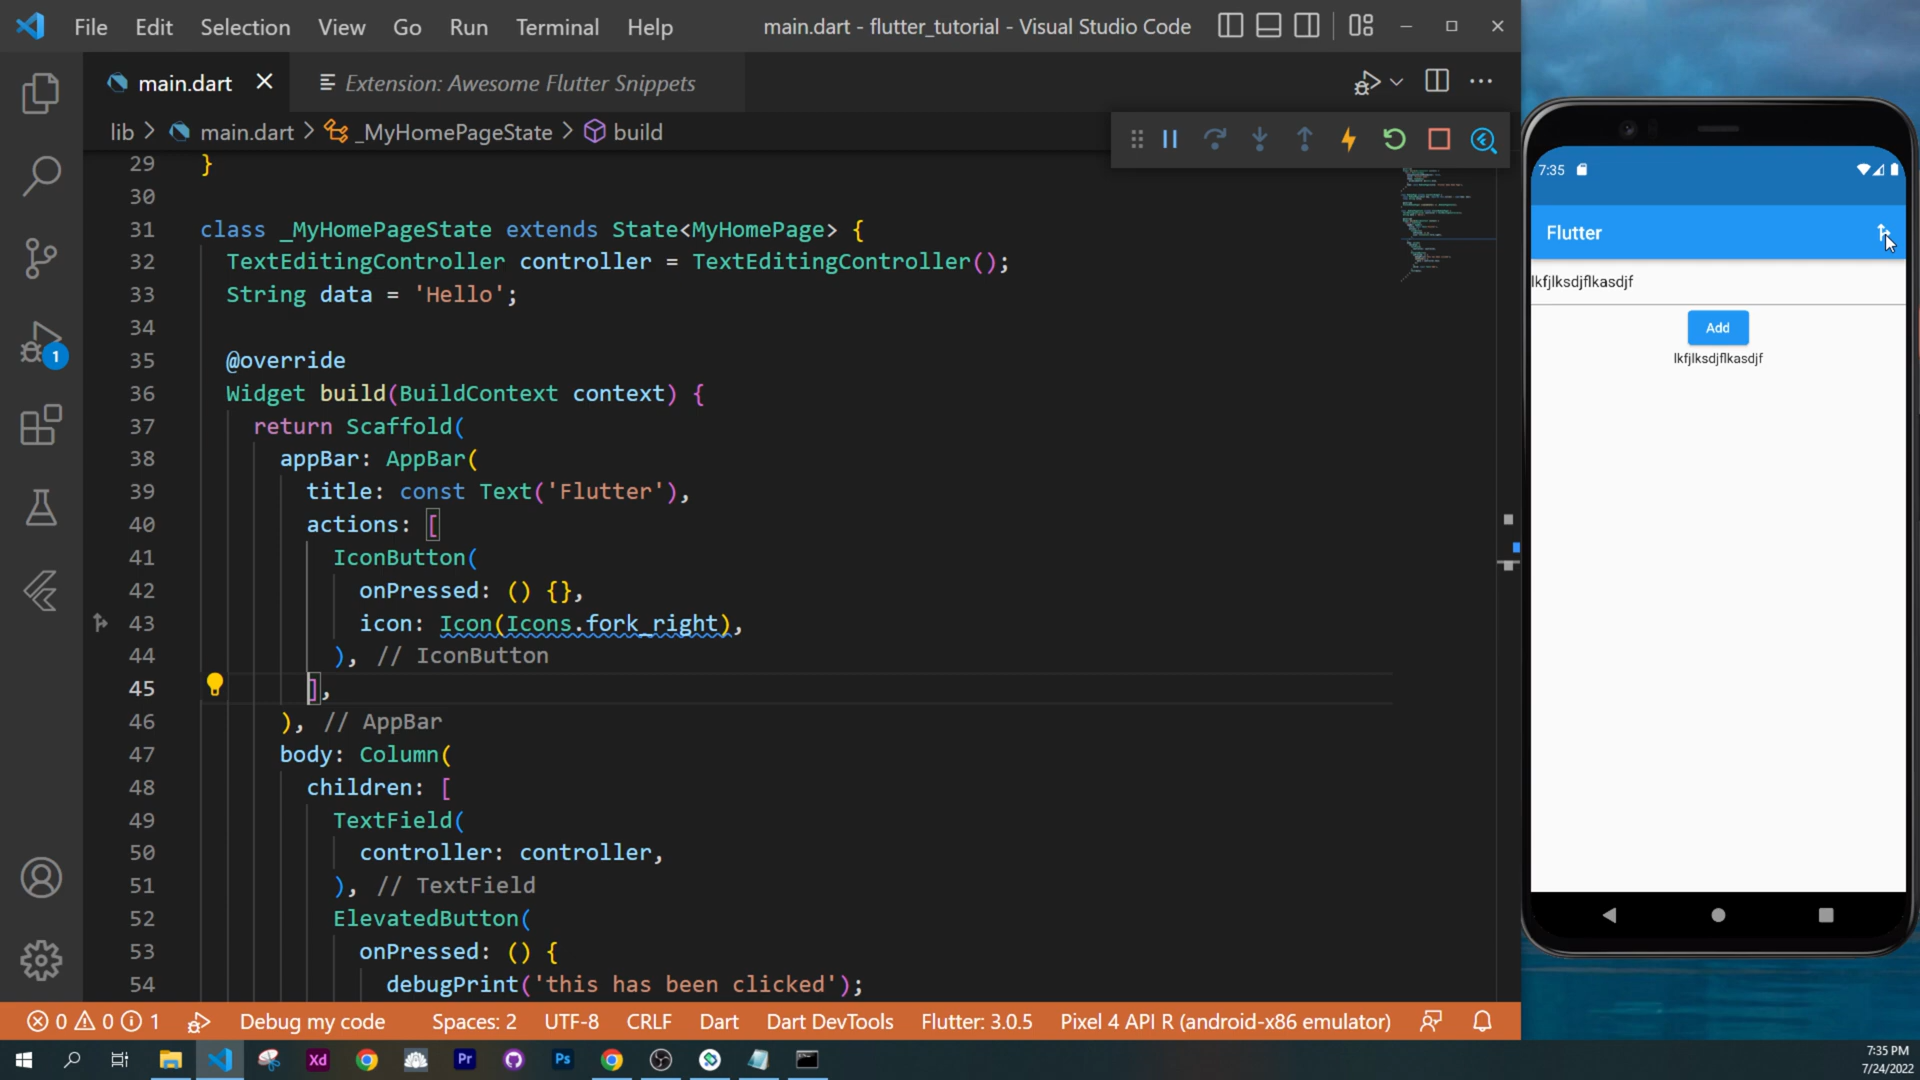 File Edit Selection View Go Run Terminal Help
main.dart - flutter_tutorial - Visual Studio Code
main.dart
Extension: Awesome Flutter Snippets
lib > main.dart > _MyHomePageState > build
29 }
30
31 class _MyHomePageState extends State<MyHomePage> {
32 TextEditingController controller = TextEditingController();
33 String data = 'Hello';
34
35 @override
36 Widget build(BuildContext context) {
37 return Scaffold(
38 appBar: AppBar(
39 title: const Text('Flutter'),
40 actions: [
41 IconButton(
42 onPressed: () {},
43 icon: Icon(Icons.fork_right),
44 ), // IconButton
45 ],
46 ), // AppBar
47 body: Column(
48 children: [
49 TextField(
50 controller: controller,
51 ), // TextField
52 ElevatedButton(
53 onPressed: () {
54 debugPrint('this has been clicked');
1
0 0 1 Debug my code Spaces: 2 UTF-8 CRLF Dart Dart DevTools Flutter: 3.0.5 Pixel 4 API R (android-x86 emulator)
7:35
Flutter
lkfjlksdjflkasdjf
Add
lkfjlksdjflkasdjf
Xd Pr Ps
7:35 PM
7/24/2022